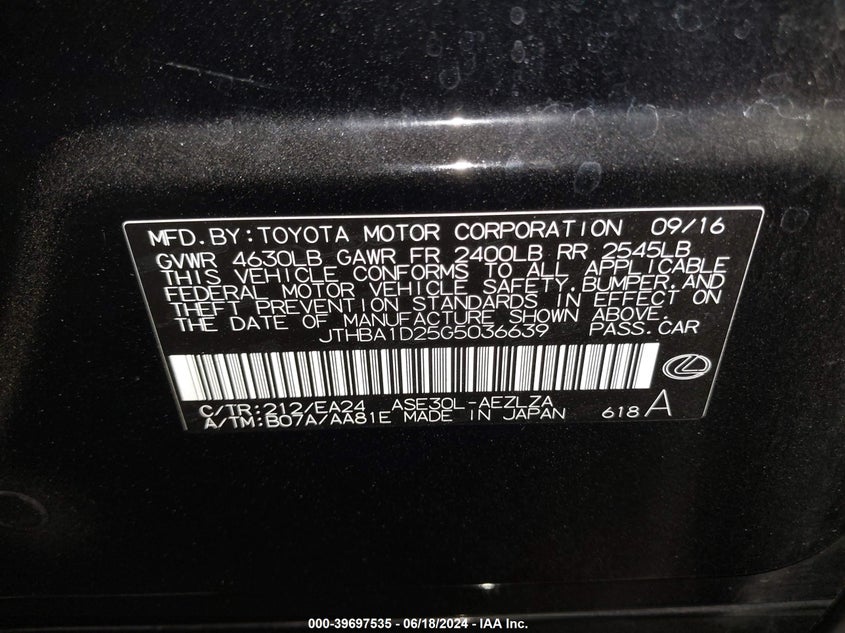 MFD.BY:TOYOTA MOTOR CORPORATION 09/16
GVWR 4630LB GAWR FR 2400LB RR 2545LB
THIS VEHICLE CONFORMS TO ALL APPLICABLE
FEDERAL MOTOR VEHICLE SAFETY,BUMPER,AND
THEFT PREVENTION STANDARDS IN EFFECT ON
THE DATE OF MANUFACTURE SHOWN ABOVE.
JTHBA1D25G5036639 PASS.CAR
C/TR:212/EA24 ASE30L-AEZLZA
A/TM:B07A/AA81E MADE IN JAPAN 618 A
000-39697535 - 06/18/2024 - IAA Inc.